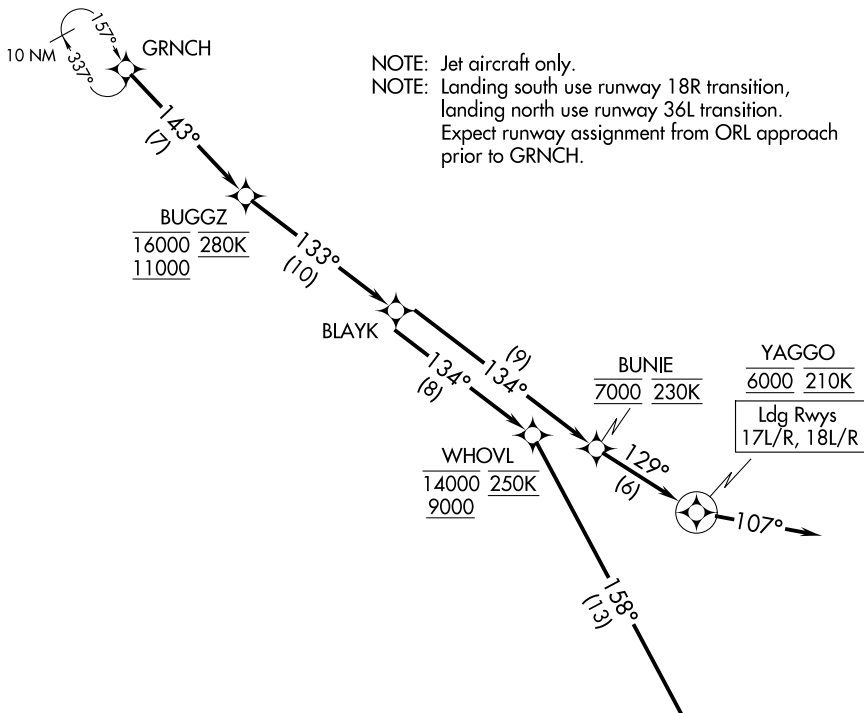 157°
GRNCH
10 NM
337°
NOTE: Jet aircraft only.
NOTE: Landing south use runway 18R transition,
landing north use runway 36L transition.
Expect runway assignment from ORL approach
prior to GRNCH.
143°
(7)
BUGGZ
16000 280K
11000
133°
(10)
BLAYK
(9)
134°
134°
(8)
BUNIE
7000 230K
YAGGO
6000 210K
Ldg Rwys
17L/R, 18L/R
WHOVL
14000 250K
9000
129°
(6)
107°
158°
(13)